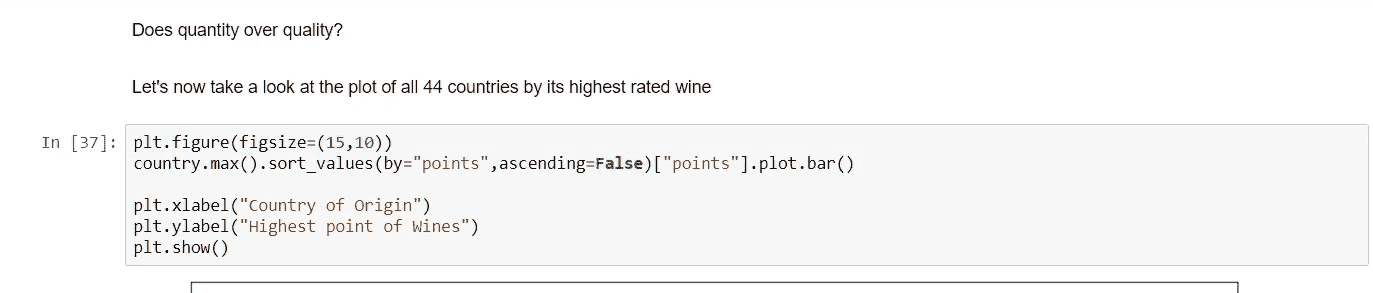 Does quantity over quality?
Let's now take a look at the plot of all 44 countries by its highest rated wine
In [37]: plt.figure(figsize=(15,10))
country.max().sort_values(by="points",ascending=False)["points"].plot.bar()
plt.xlabel("Country of Origin")
plt.ylabel("Highest point of Wines")
plt.show()